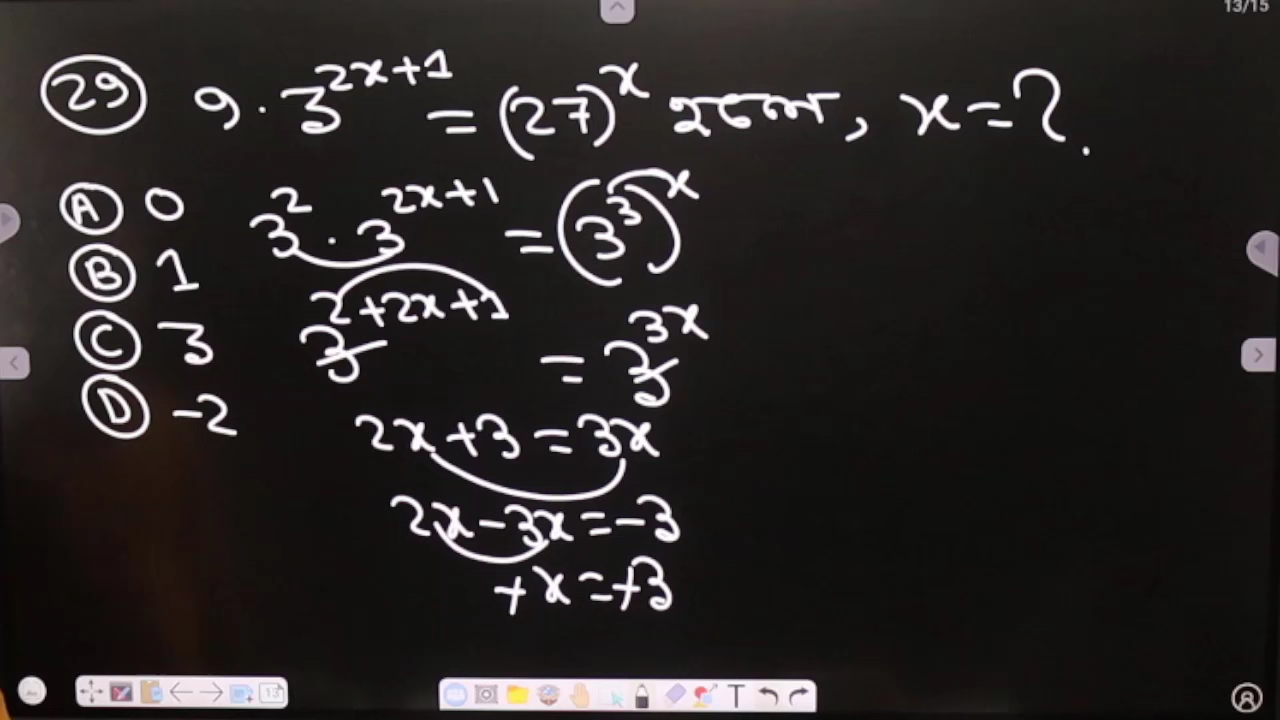 13/15
29 9 · 3^{2x+1} = (27)^x হলে, x = ?
A 0
B 1
C 3
D -2
3^2 · 3^{2x+1} = (3^3)^x
3^{2+2x+1} = 3^{3x}
2x + 3 = 3x
2x - 3x = -3
+x = +3
13
T